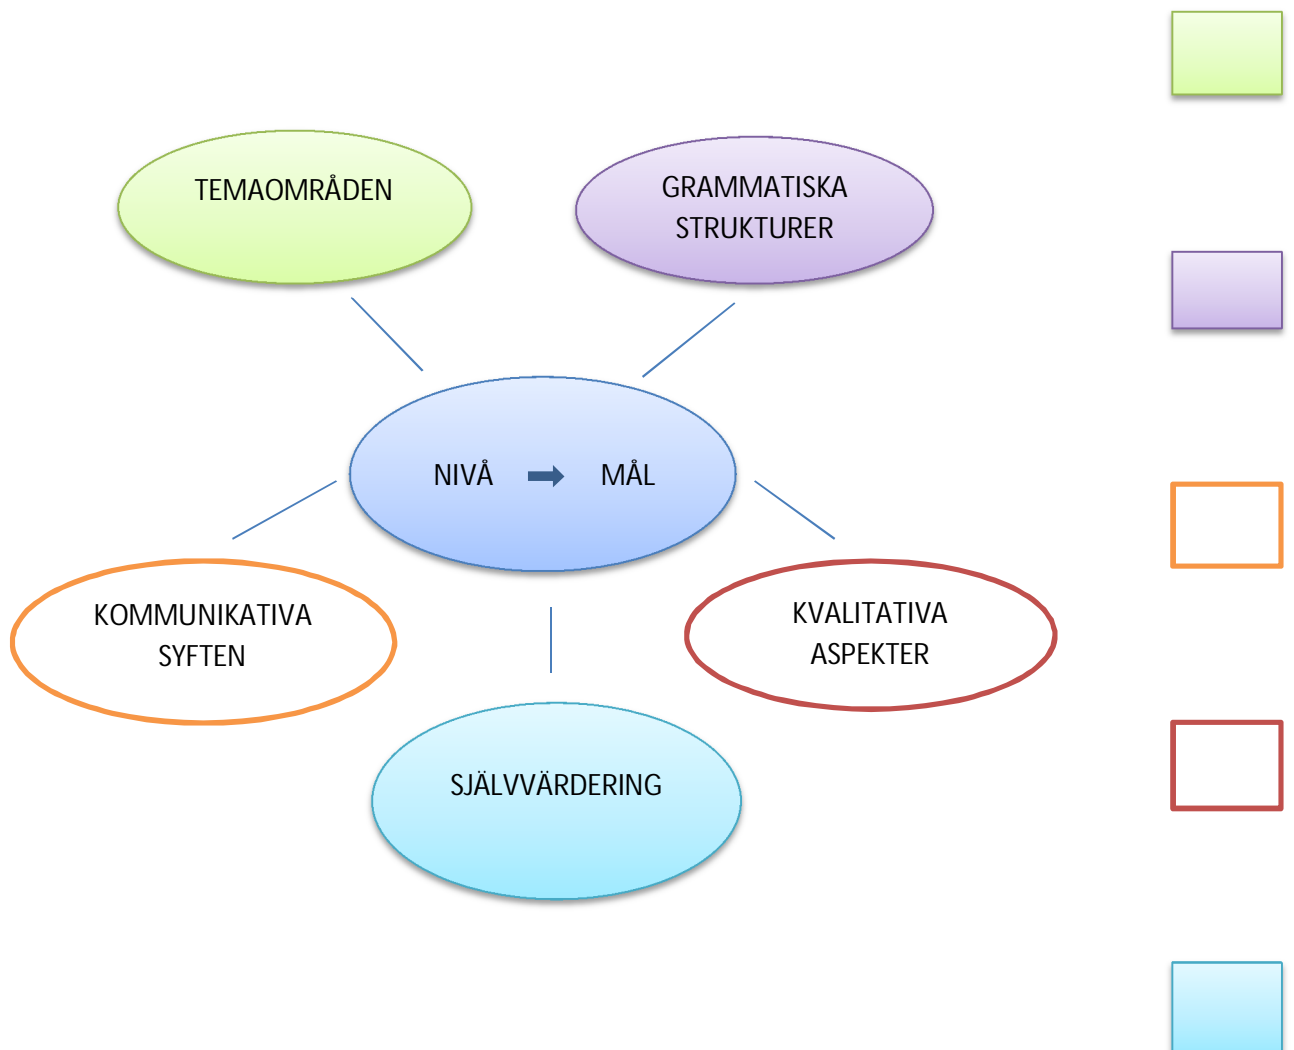 TEMAOMRÅDEN
GRAMMATISKA
STRUKTURER
NIVÅ MÅL
KOMMUNIKATIVA
SYFTEN
KVALITATIVA
ASPEKTER
SJÄLVVÄRDERING